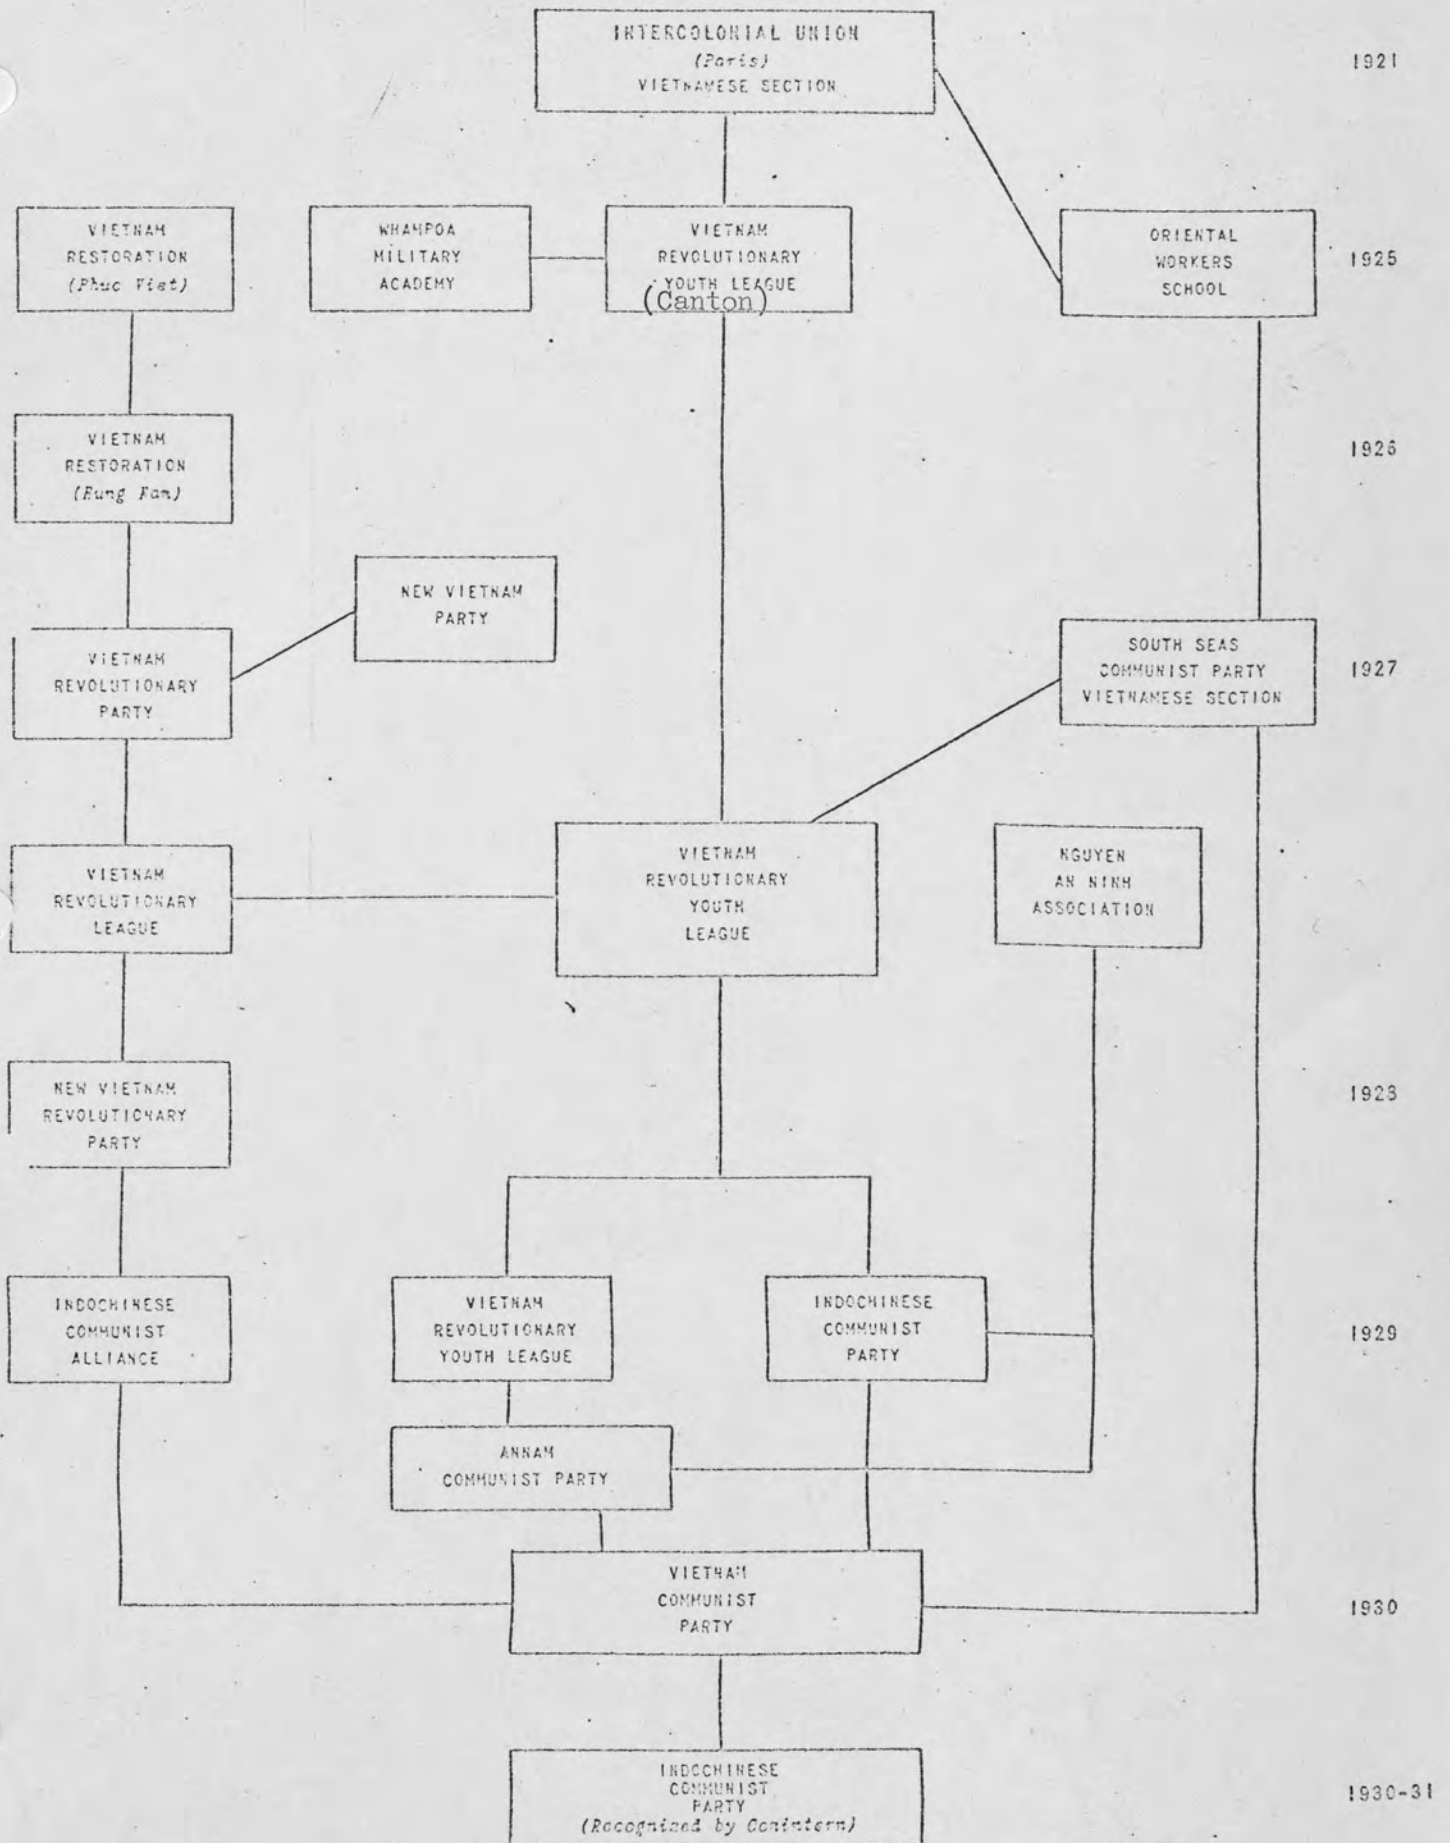 INTERCOLONIAL UNION
(Paris)
VIETNAMESE SECTION
1921
VIETNAM
RESTORATION
(Phuc Viet)
WHAMPOA
MILITARY
ACADEMY
VIETNAM
REVOLUTIONARY
YOUTH LEAGUE
(Canton)
ORIENTAL
WORKERS
SCHOOL
1925
VIETNAM
RESTORATION
1926
NEW VIETNAM
PARTY
VIETNAM
REVOLUTIONARY
PARTY
SOUTH SEAS
COMMUNIST PARTY
VIETNAMESE SECTION
1927
VIETNAM
REVOLUTIONARY
LEAGUE
VIETNAM
REVOLUTIONARY
YOUTH
LEAGUE
NGUYEN
AN NINH
ASSOCIATION
NEW VIETNAM
REVOLUTIONARY
PARTY
1928
INDOCHINESE
COMMUNIST
ALLIANCE
VIETNAM
REVOLUTIONARY
YOUTH LEAGUE
INDOCHINESE
COMMUNIST
PARTY
1929
ANNAM
COMMUNIST PARTY
VIETNAM
COMMUNIST
PARTY
1930
INDOCHINESE
COMMUNIST
PARTY
(Recognized by Comintern)
1930-31